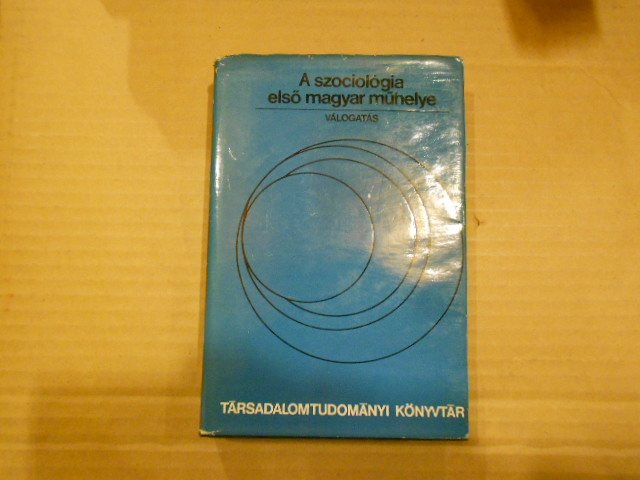 A szociológia
első magyar műhelye
VÁLOGATÁS
TÁRSADALOMTUDOMÁNYI KÖNYVTÁR